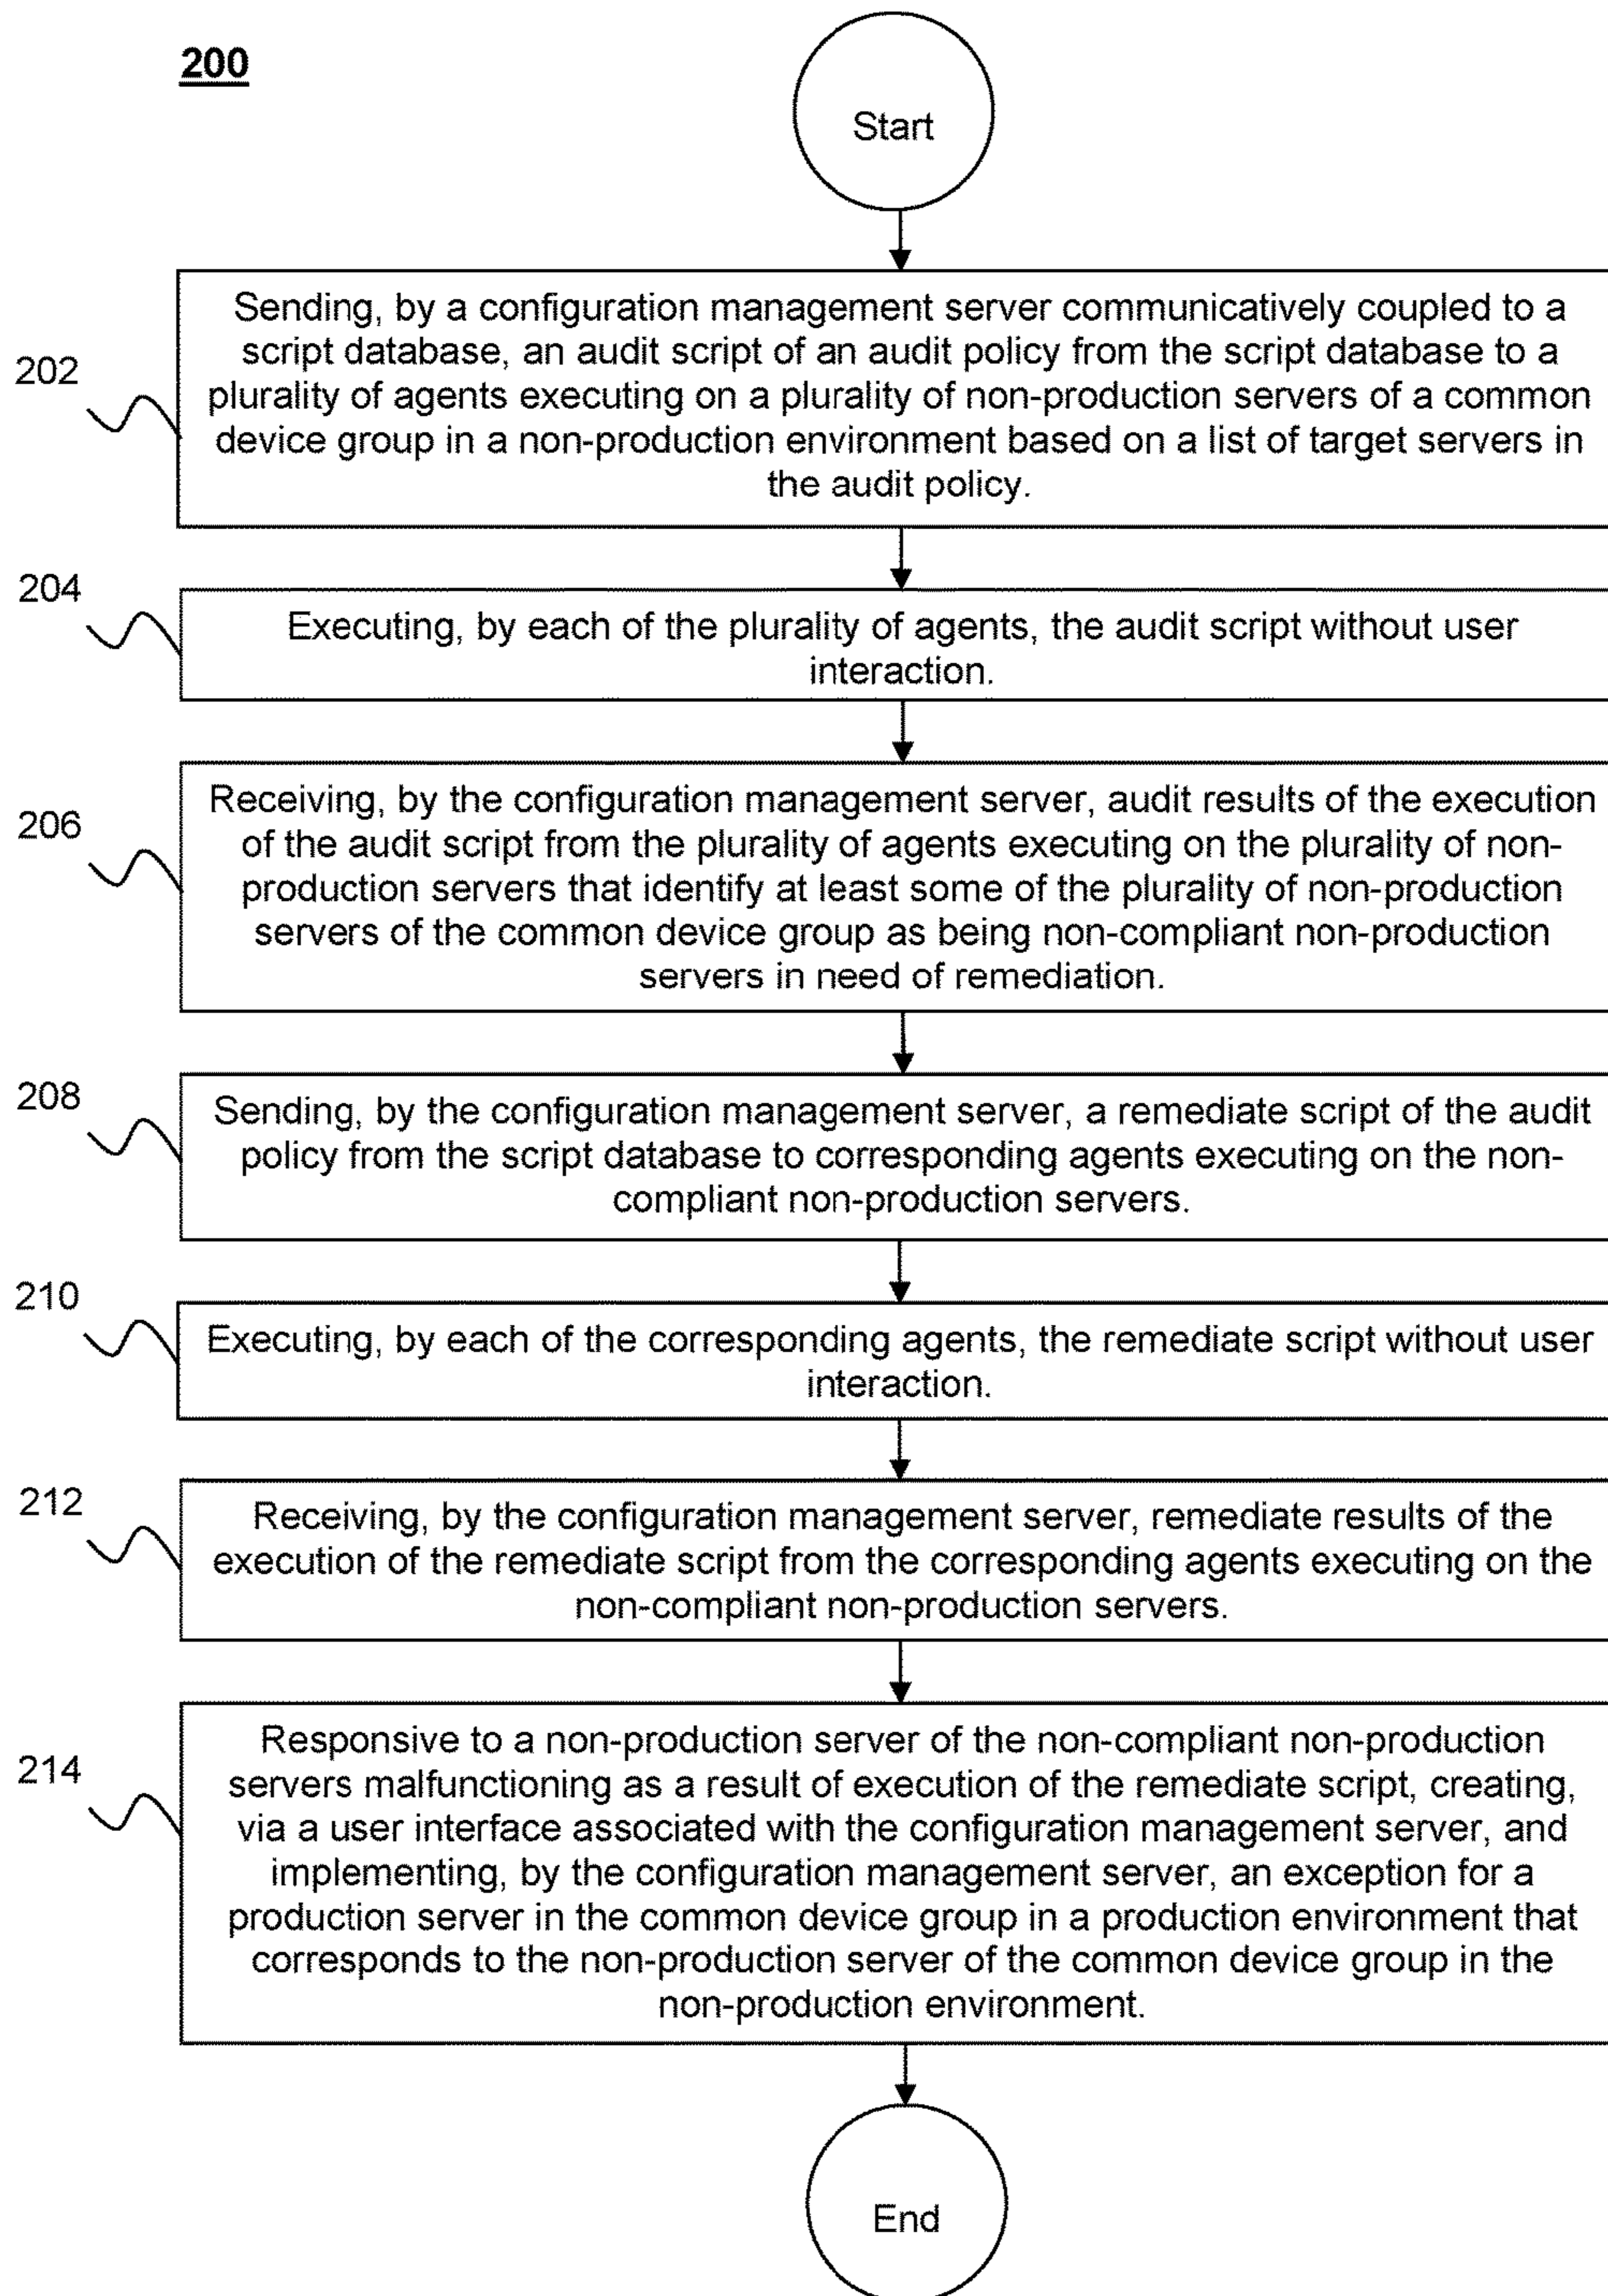 200
Start
202
Sending, by a configuration management server communicatively coupled to a
script database, an audit script of an audit policy from the script database to a
plurality of agents executing on a plurality of non-production servers of a common
device group in a non-production environment based on a list of target servers in
the audit policy.
204
Executing, by each of the plurality of agents, the audit script without user
interaction.
206
Receiving, by the configuration management server, audit results of the execution
of the audit script from the plurality of agents executing on the plurality of non-
production servers that identify at least some of the plurality of non-production
servers of the common device group as being non-compliant non-production
servers in need of remediation.
208
Sending, by the configuration management server, a remediate script of the audit
policy from the script database to corresponding agents executing on the non-
compliant non-production servers.
210
Executing, by each of the corresponding agents, the remediate script without user
interaction.
212
Receiving, by the configuration management server, remediate results of the
execution of the remediate script from the corresponding agents executing on the
non-compliant non-production servers.
214
Responsive to a non-production server of the non-compliant non-production
servers malfunctioning as a result of execution of the remediate script, creating,
via a user interface associated with the configuration management server, and
implementing, by the configuration management server, an exception for a
production server in the common device group in a production environment that
corresponds to the non-production server of the common device group in the
non-production environment.
End